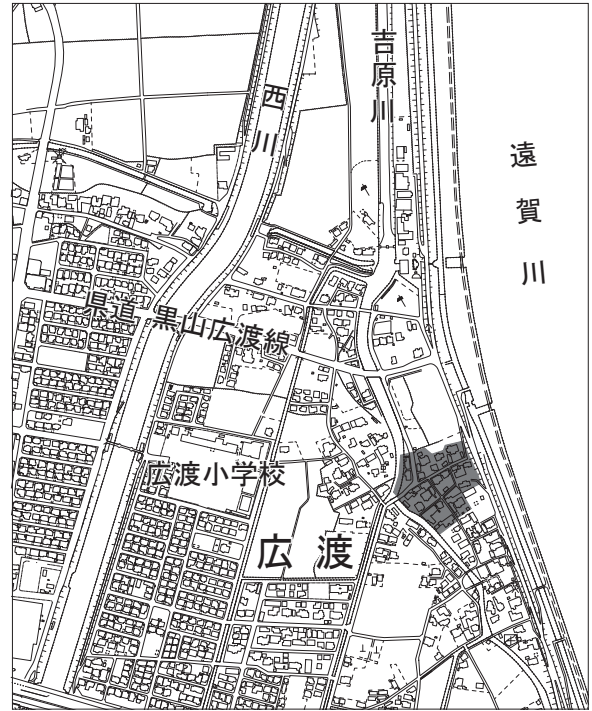 吉原川
西川
遠賀川
県道 黒山広渡線
広渡小学校
広渡